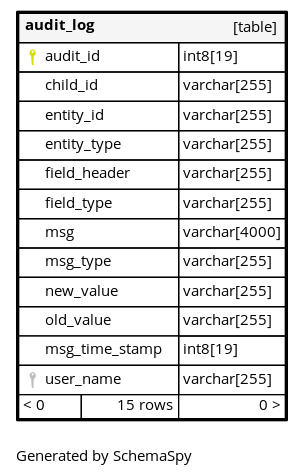 audit_log [table]
audit_id int8[19]
child_id varchar[255]
entity_id varchar[255]
entity_type varchar[255]
field_header varchar[255]
field_type varchar[255]
msg varchar[4000]
msg_type varchar[255]
new_value varchar[255]
old_value varchar[255]
msg_time_stamp int8[19]
user_name varchar[255]
< 0 15 rows 0 >
Generated by SchemaSpy